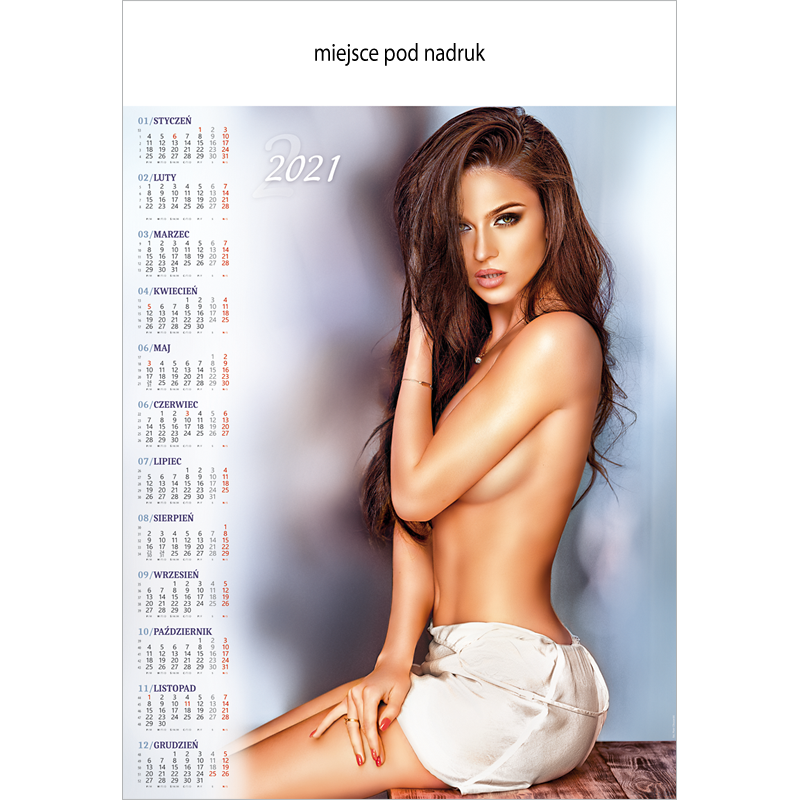 miejsce pod nadruk
2021
01/STYCZEŃ
1 2 3
4 5 6 7 8 9 10
11 12 13 14 15 16 17
18 19 20 21 22 23 24
25 26 27 28 29 30 31
02/LUTY
1 2 3 4 5 6 7
8 9 10 11 12 13 14
15 16 17 18 19 20 21
22 23 24 25 26 27 28
03/MARZEC
1 2 3 4 5 6 7
8 9 10 11 12 13 14
15 16 17 18 19 20 21
22 23 24 25 26 27 28
29 30 31
04/KWIECIEŃ
1 2 3 4
5 6 7 8 9 10 11
12 13 14 15 16 17 18
19 20 21 22 23 24 25
26 27 28 29 30
06/MAJ
1 2
3 4 5 6 7 8 9
10 11 12 13 14 15 16
17 18 19 20 21 22 23
25 26 27 28 29 30
06/CZERWIEC
1 2 3 4 5 6
7 8 9 10 11 12 13
14 15 16 17 18 19 20
21 22 23 24 25 26 27
28 29 30
07/LIPIEC
1 2 3 4
5 6 7 8 9 10 11
12 13 14 15 16 17 18
19 20 21 22 23 24 25
26 27 28 29 30 31
08/SIERPIEŃ
1
2 3 4 5 6 7 8
9 10 11 12 13 14 15
16 17 18 19 20 21 22
25 26 27 28 29
09/WRZESIEŃ
1 2 3 4 5
6 7 8 9 10 11 12
13 14 15 16 17 18 19
20 21 22 23 24 25 26
27 28 29 30
10/PAŹDZIERNIK
1 2 3
4 5 6 7 8 9 10
11 12 13 14 15 16 17
18 19 20 21 22 23 24
25 26 27 28 29 30 31
11/LISTOPAD
1 2 3 4 5 6 7
8 9 10 11 12 13 14
15 16 17 18 19 20 21
22 23 24 25 26 27 28
29 30
12/GRUDZIEŃ
1 2 3 4 5
6 7 8 9 10 11 12
13 14 15 16 17 18 19
20 21 22 23 24 25 26
27 28 29 30 31